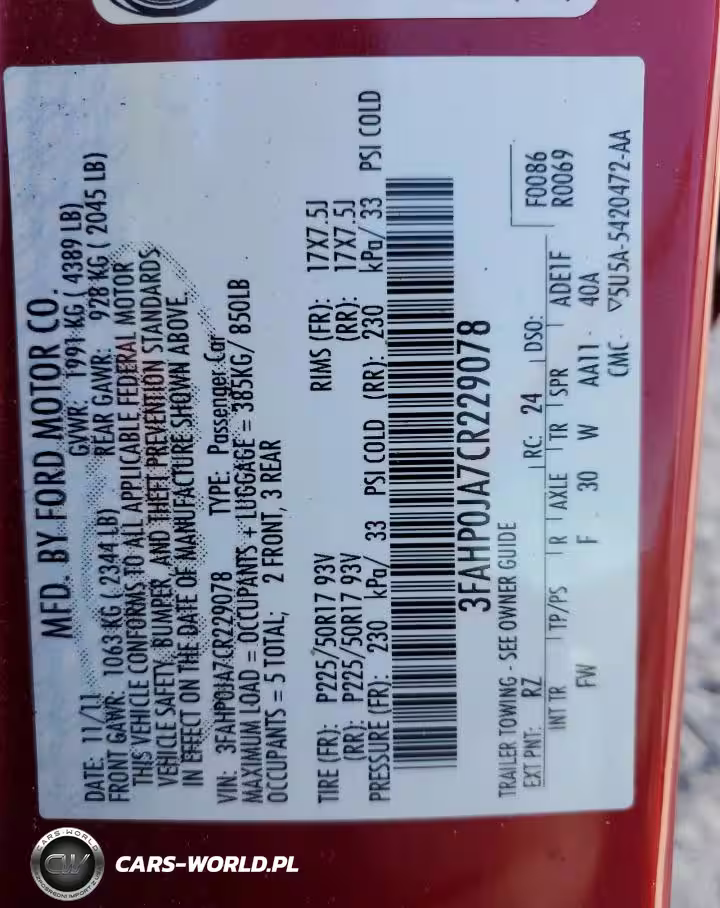 MFD. BY FORD MOTOR CO.
DATE: 11/11 GVWR: 1991 KG ( 4389 LB)
FRONT GAWR: 1063 KG ( 2344 LB) REAR GAWR: 928 KG ( 2045 LB)
THIS VEHICLE CONFORMS TO ALL APPLICABLE FEDERAL MOTOR
VEHICLE SAFETY, BUMPER, AND THEFT PREVENTION STANDARDS
IN EFFECT ON THE DATE OF MANUFACTURE SHOWN ABOVE.
VIN: 3FAHP0JA7CR229078 TYPE: Passenger Car
MAXIMUM LOAD = OCCUPANTS + LUGGAGE = 385KG/ 850LB
OCCUPANTS = 5 TOTAL; 2 FRONT, 3 REAR
TIRE (FR): P225/50R17 93V RIMS (FR): 17X7.5J
(RR): P225/50R17 93V (RR): 17X7.5J
PRESSURE (FR): 230 kPa/ 33 PSI COLD (RR): 230 kPa/ 33 PSI COLD
3FAHP0JA7CR229078
TRAILER TOWING - SEE OWNER GUIDE
F0086
R0069
EXT PNT: RZ RC: 24 DSO:
INT TR TP/PS R AXLE TR SPR ADE1F
FW F 30 W AA11 40A
CMC ▽5U5A-5420472-AA
CARS-WORLD
CW
CARS-WORLD.PL